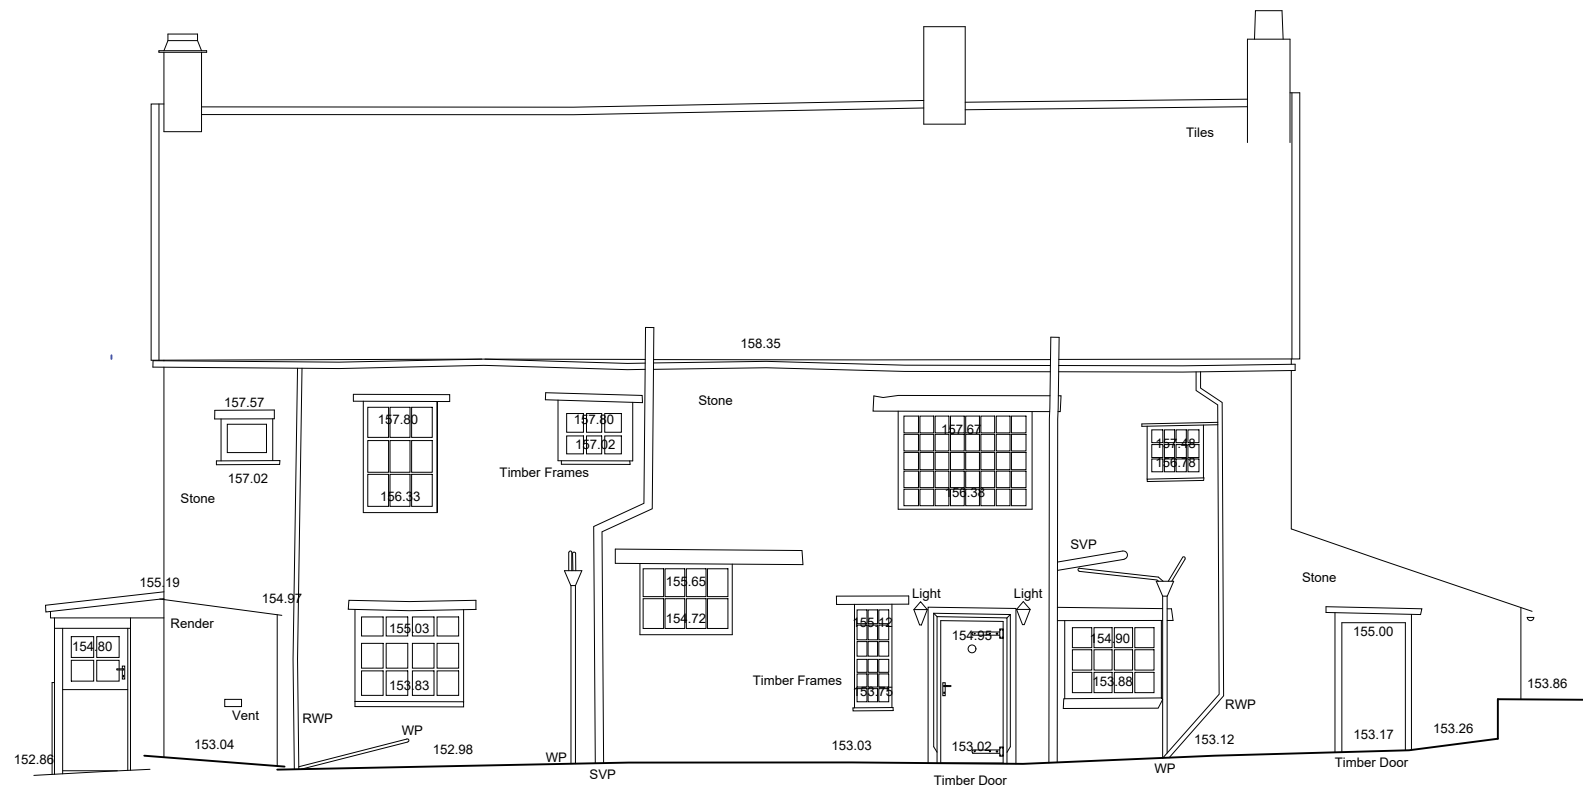 Tiles
158.35
157.57
157.80
157.80
Stone
157.67
157.48
157.02
156.78
157.02
Timber Frames
Stone
156.33
156.38
SVP
155.19
155.65
Stone
154.97
Light
Light
Render
154.72
155.12
155.03
154.95
154.90
155.00
154.80
Timber Frames
153.83
153.75
153.88
153.86
Vent
RWP
RWP
WP
153.04
152.98
153.03
153.02
153.12
153.17
153.26
152.86
WP
SVP
Timber Door
WP
Timber Door